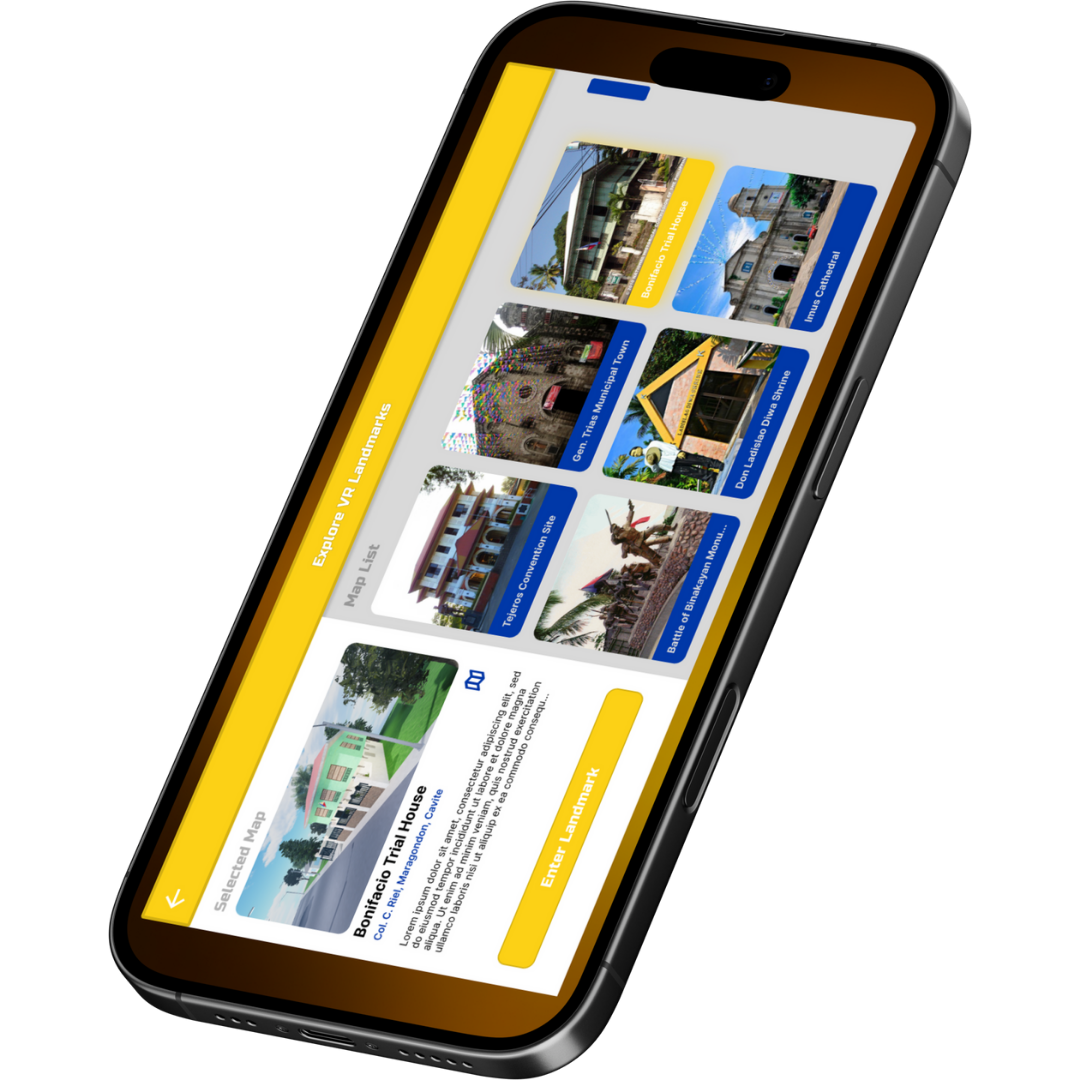 Explore VR Landmarks
Selected Map
Bonifacio Trial House
Col. C. Riel, Maragondon, Cavite
Lorem ipsum dolor sit amet, consectetur adipiscing elit, sed
do eiusmod tempor incididunt ut labore et dolore magna
aliqua. Ut enim ad minim veniam, quis nostrud exercitation
ullamco laboris nisi ut aliquip ex ea commodo consequ...
Enter Landmark
Map List
Tejeros Convention Site
Gen. Trias Municipal Town
Bonifacio Trial House
Battle of Binakayan Monu...
Don Ladislao Diwa Shrine
Imus Cathedral